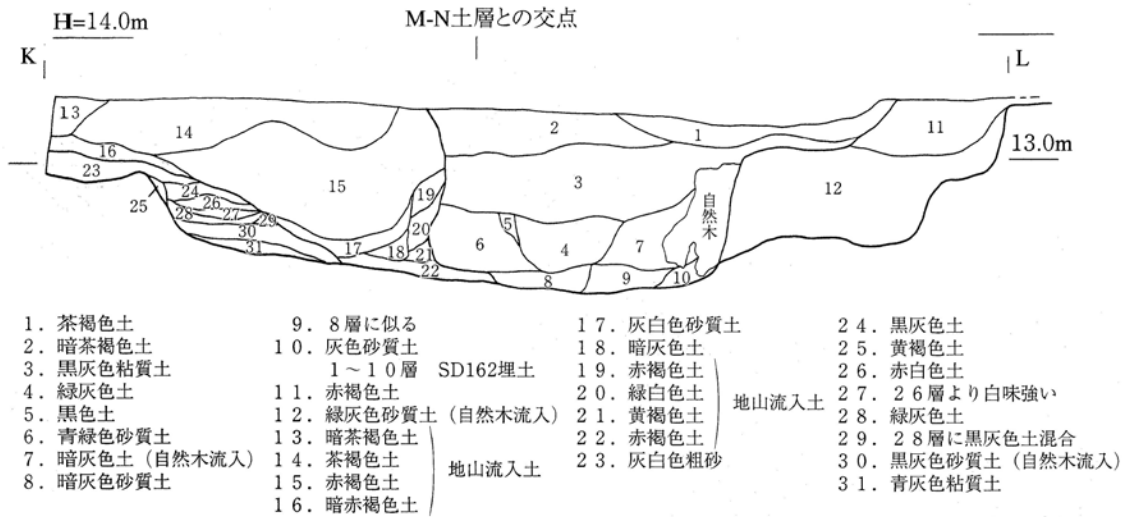 H=14.0m
M-N土層との交点
K
L
13
14
2
1
11
13.0m
16
23
15
3
12
自然木
24
25
26
28
27
29
30
31
19
20
17
18
21
22
5
6
4
7
8
9
10
1．茶褐色土
2．暗茶褐色土
3．黒灰色粘質土
4．緑灰色土
5．黒色土
6．青緑色砂質土
7．暗灰色土（自然木流入）
8．暗灰色砂質土
9．8層に似る
10．灰色砂質土
1～10層　SD162埋土
11．赤褐色土
12．緑灰色砂質土（自然木流入）
13．暗茶褐色土
14．茶褐色土
15．赤褐色土
16．暗赤褐色土
地山流入土
17．灰白色砂質土
18．暗灰色土
19．赤褐色土
20．緑白色土
21．黄褐色土
22．赤褐色土
地山流入土
23．灰白色粗砂
24．黒灰色土
25．黄褐色土
26．赤白色土
27．26層より白味強い
28．緑灰色土
29．28層に黒灰色土混合
30．黒灰色砂質土（自然木流入）
31．青灰色粘質土